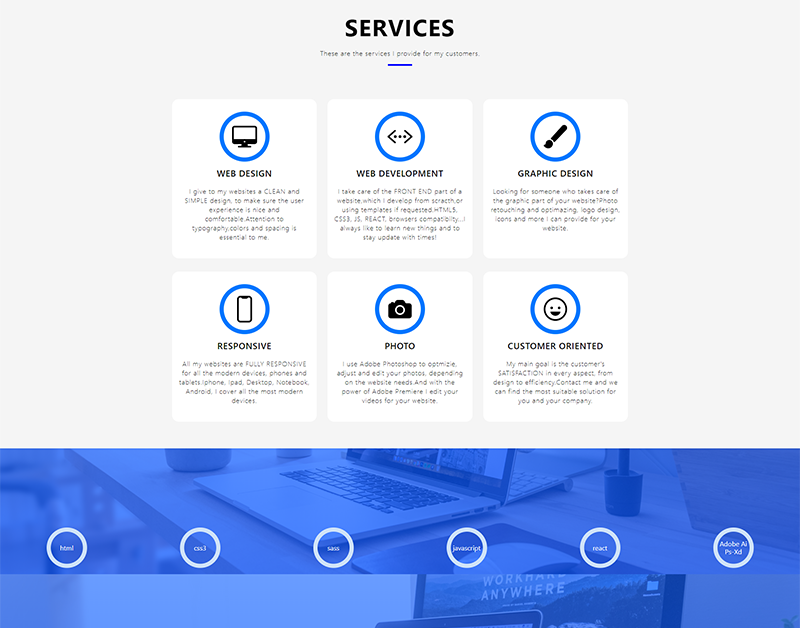 SERVICES
These are the services I provide for my customers.
WEB DESIGN
I give to my websites a CLEAN and
SIMPLE design, to make sure the user
experience is nice and
comfortable.Attention to
typography,colors and spacing is
essential to me.
WEB DEVELOPMENT
I take care of the FRONT END part of a
website,which I develop from scracth,or
using templates if requested.HTML5,
CSS3, JS, REACT, browsers compatiblity...I
always like to learn new things and to
stay update with times!
GRAPHIC DESIGN
Looking for someone who takes care of
the graphic part of your website?Photo
retouching and optimazing, logo design,
icons and more I can provide for your
website.
RESPONSIVE
All my websites are FULLY RESPONSIVE
for all the modern devices, phones and
tablets.Iphone, Ipad, Desktop, Notebook,
Android, I cover all the most modern
devices.
PHOTO
I use Adobe Photoshop to optmizie,
adjust and edit your photos, depending
on the website needs.And with the
power of Adobe Premiere I edit your
videos for your website.
CUSTOMER ORIENTED
My main goal is the customer's
SATISFACTION in every aspect, from
design to efficiency.Contact me and we
can find the most suitable solution for
you and your company.
html
css3
sass
javascript
react
Adobe Ai
Ps-Xd
WORKHARD
ANYWHERE